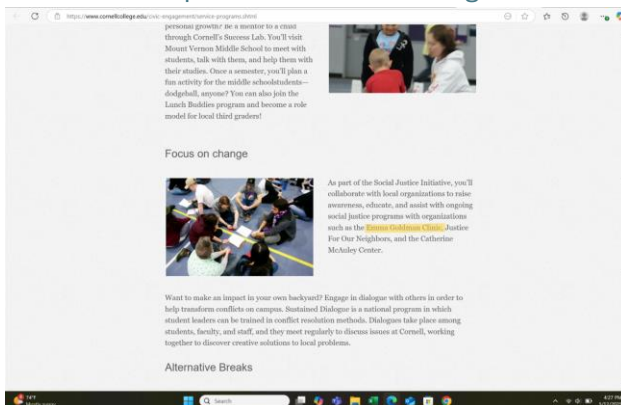 https://www.cornellcollege.edu/civic-engagement/service-programs.shtml
personal growth? Be a mentor to a child
through Cornell's Success Lab. You'll visit
Mount Vernon Middle School to meet with
students, talk with them, and help them with
their studies. Once a semester, you'll plan a
fun activity for the middle schoolstudents—
dodgeball, anyone? You can also join the
Lunch Buddies program and become a role
model for local third graders!
Focus on change
As part of the Social Justice Initiative, you'll
collaborate with local organizations to raise
awareness, educate, and assist with ongoing
social justice programs with organizations
such as the Emma Goldman Clinic, Justice
For Our Neighbors, and the Catherine
McAuley Center.
Want to make an impact in your own backyard? Engage in dialogue with others in order to
help transform conflicts on campus. Sustained Dialogue is a national program in which
student leaders can be trained in conflict resolution methods. Dialogues take place among
students, faculty, and staff, and they meet regularly to discuss issues at Cornell, working
together to discover creative solutions to local problems.
Alternative Breaks
Search
4:27 PM